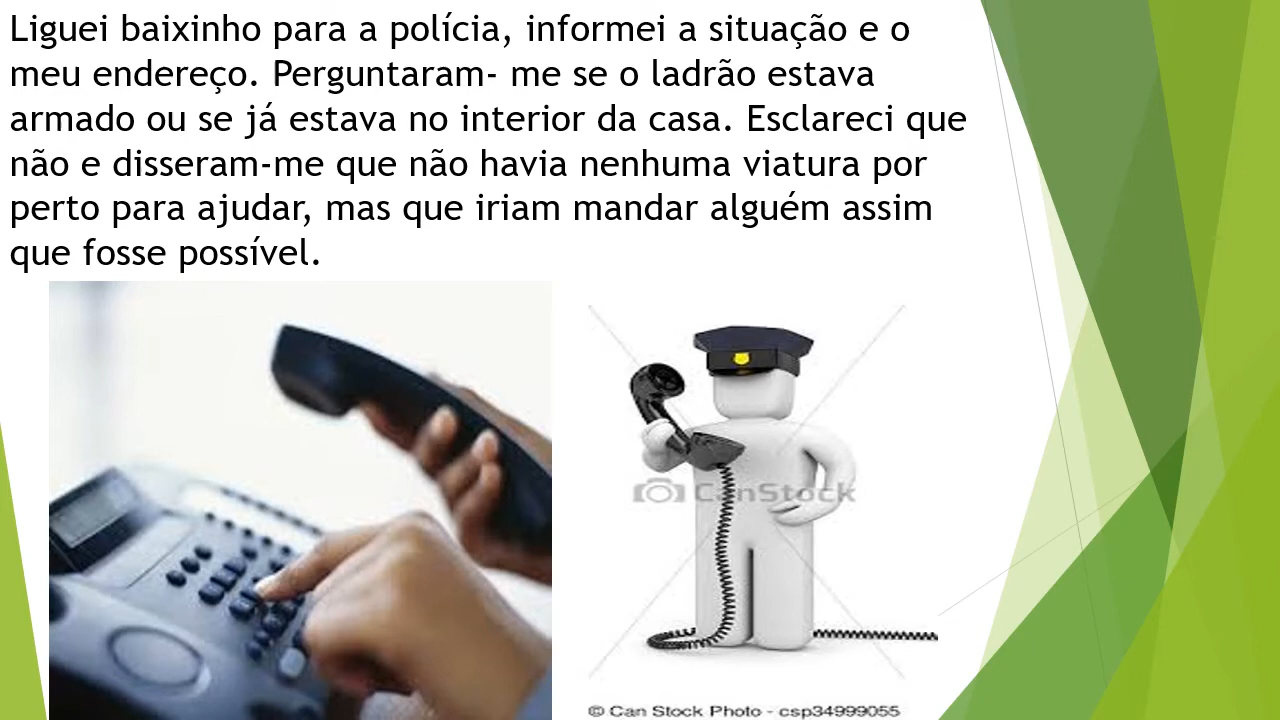 Liguei baixinho para a polícia, informei a situação e o
meu endereço. Perguntaram- me se o ladrão estava
armado ou se já estava no interior da casa. Esclareci que
não e disseram-me que não havia nenhuma viatura por
perto para ajudar, mas que iriam mandar alguém assim
que fosse possível.
CanStock
© Can Stock Photo - csp34999055